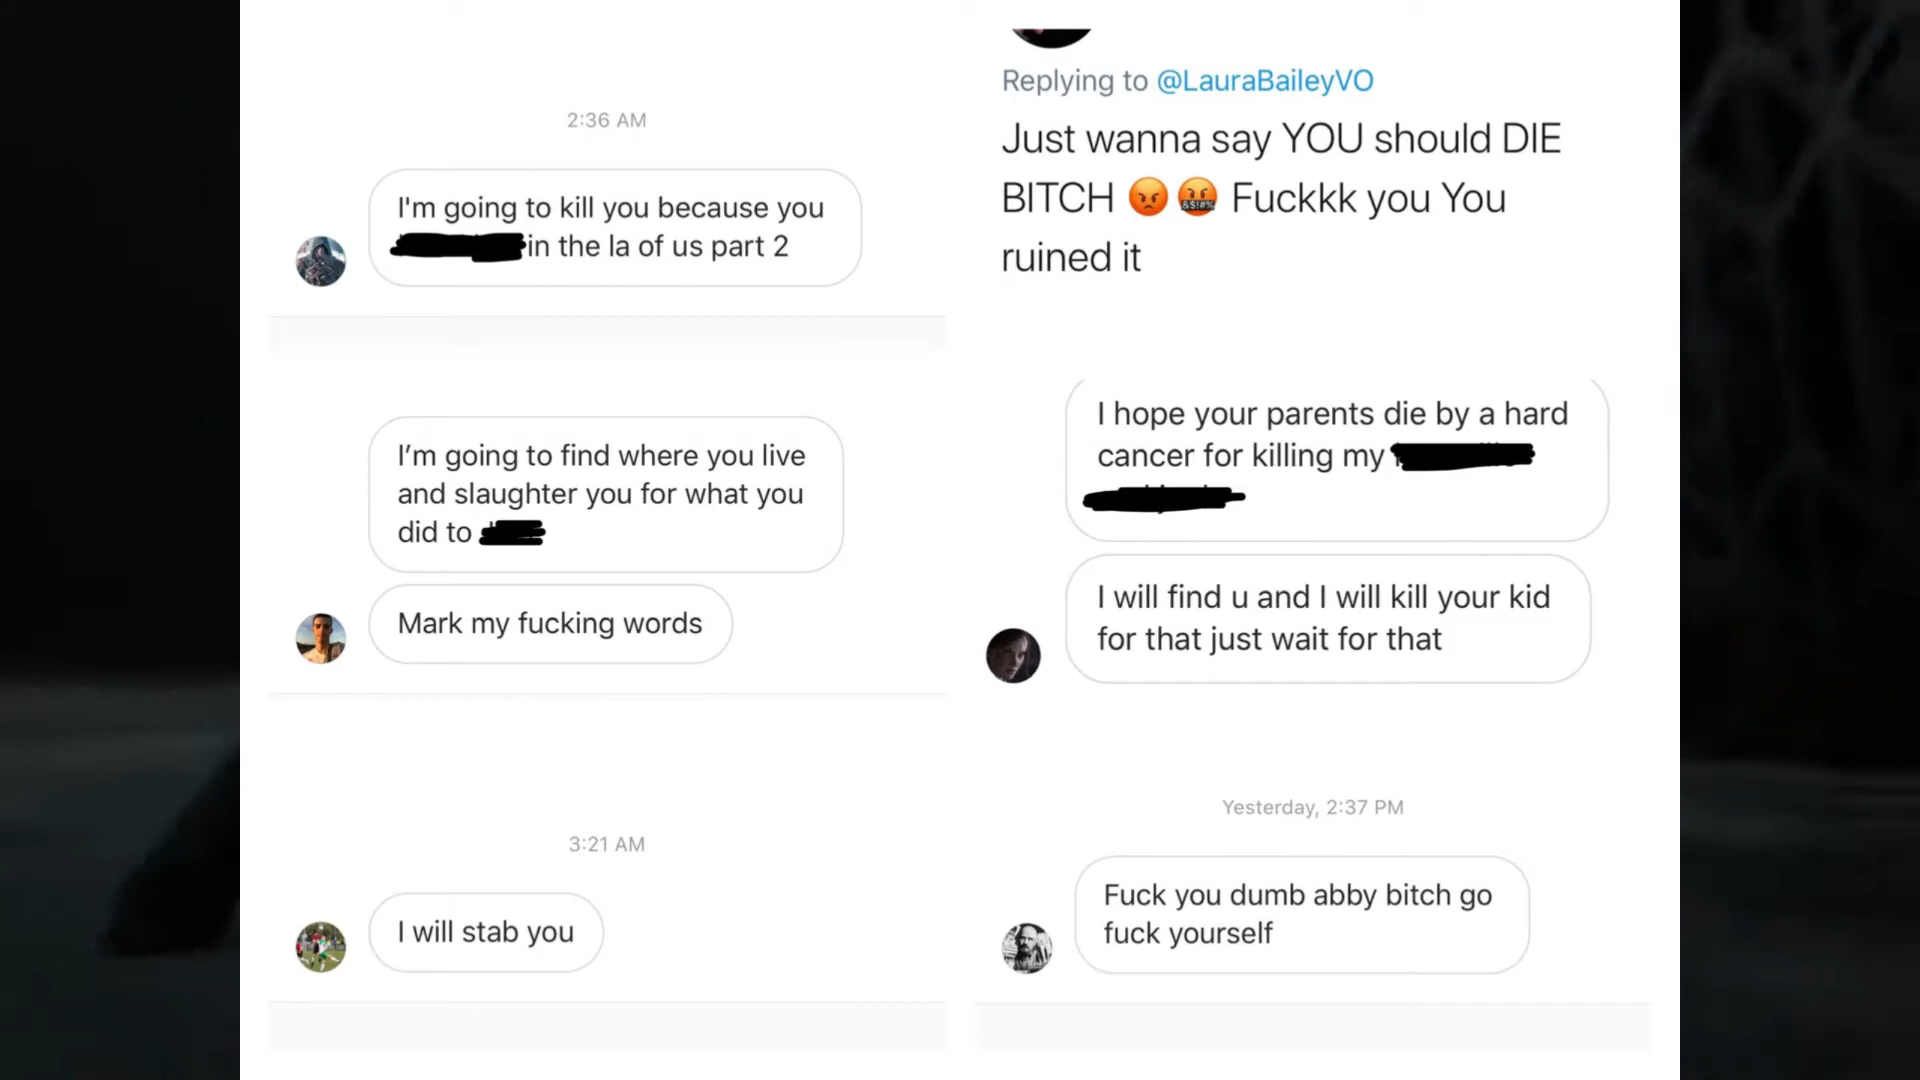 2:36 AM
I'm going to kill you because you
in the la of us part 2
I'm going to find where you live
and slaughter you for what you
did to
Mark my fucking words
3:21 AM
I will stab you
Replying to @LauraBaileyVO
Just wanna say YOU should DIE
BITCH 😡 🤬 Fuckkk you You
ruined it
I hope your parents die by a hard
cancer for killing my
I will find u and I will kill your kid
for that just wait for that
Yesterday, 2:37 PM
Fuck you dumb abby bitch go
fuck yourself